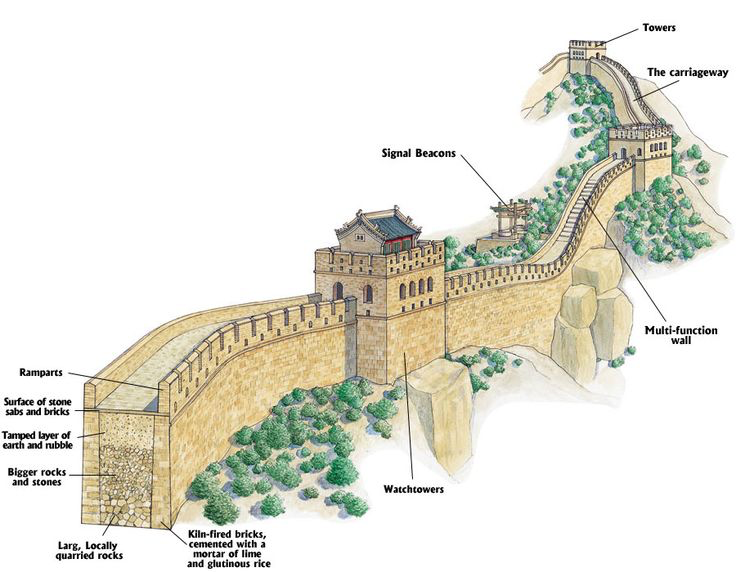 Towers
The carriageway
Signal Beacons
Multi-function
wall
Ramparts
Surface of stone
sabs and bricks
Tamped layer of
earth and rubble
Bigger rocks
and stones
Watchtowers
Larg, Locally
quarried rocks
Kiln-fired bricks,
cemented with a
mortar of lime
and glutinous rice